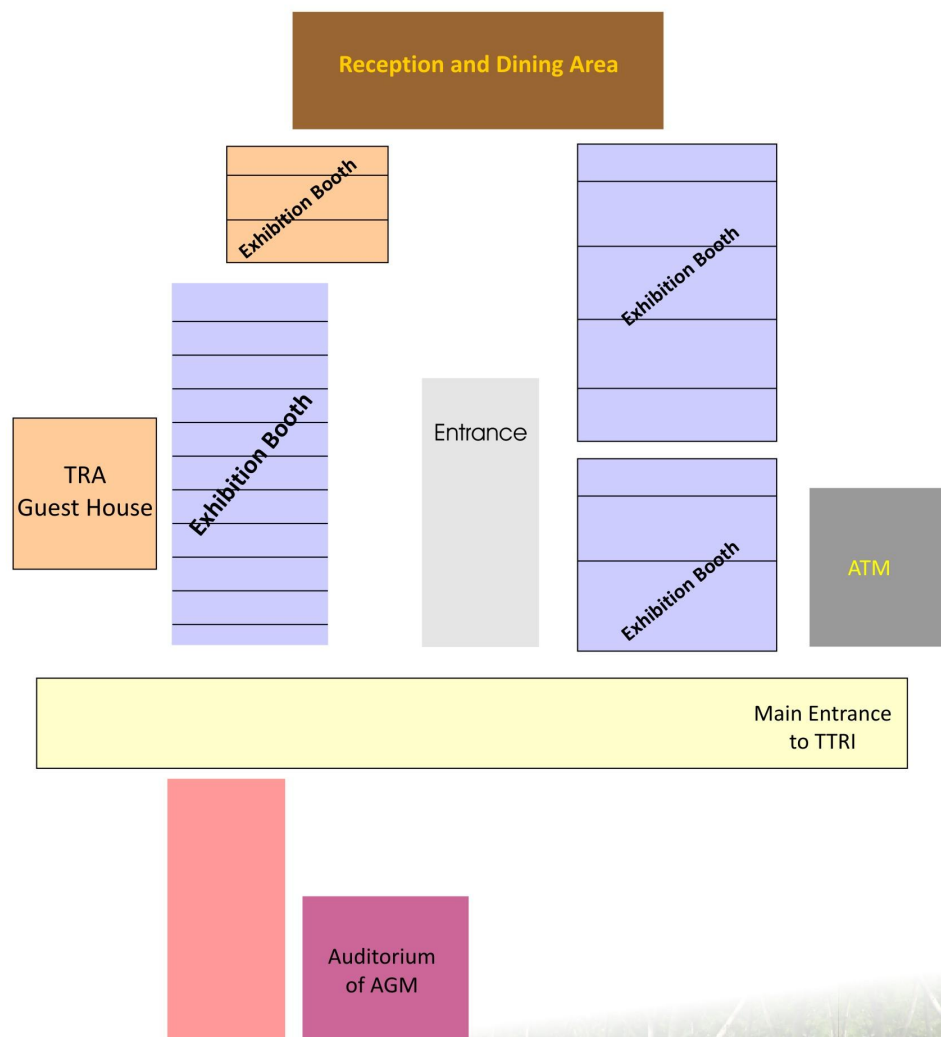 Reception and Dining Area
Exhibition Booth
Exhibition Booth
Exhibition Booth
Entrance
TRA
Guest House
Exhibition Booth
ATM
Main Entrance
to TTRI
Auditorium
of AGM